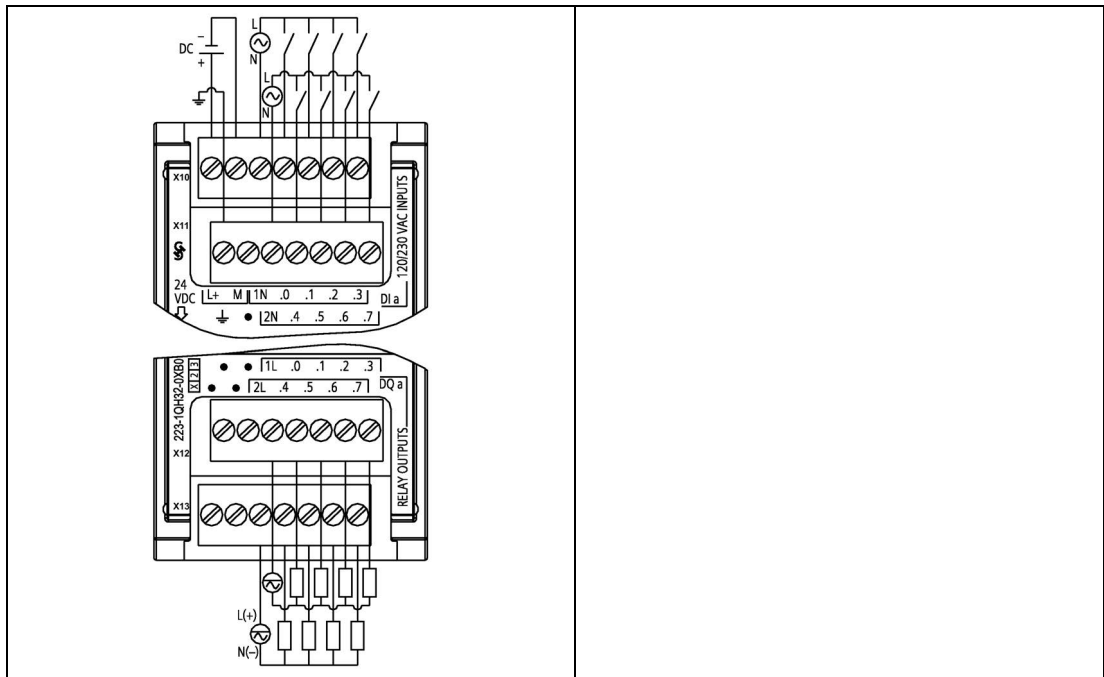 L
DC
−
+
N
L
N
X10
X11
120/230 VAC INPUTS
24
VDC
L+ M 1N .0 .1 .2 .3
DI a
2N .4 .5 .6 .7
223-1QH32-0XB0
X 2 3
1L .0 .1 .2 .3
DQ a
2L .4 .5 .6 .7
X12
RELAY OUTPUTS
X13
L(+)
N(−)